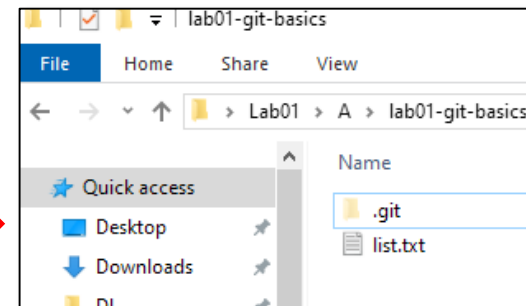 lab01-git-basics
File Home Share View
Lab01 > A > lab01-git-basics
Name
Quick access
.git
Desktop
list.txt
Downloads